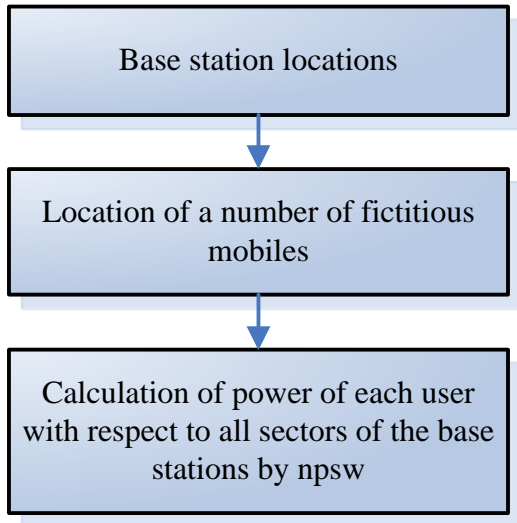 Base station locations
Location of a number of fictitious
mobiles
Calculation of power of each user
with respect to all sectors of the base
stations by npsw